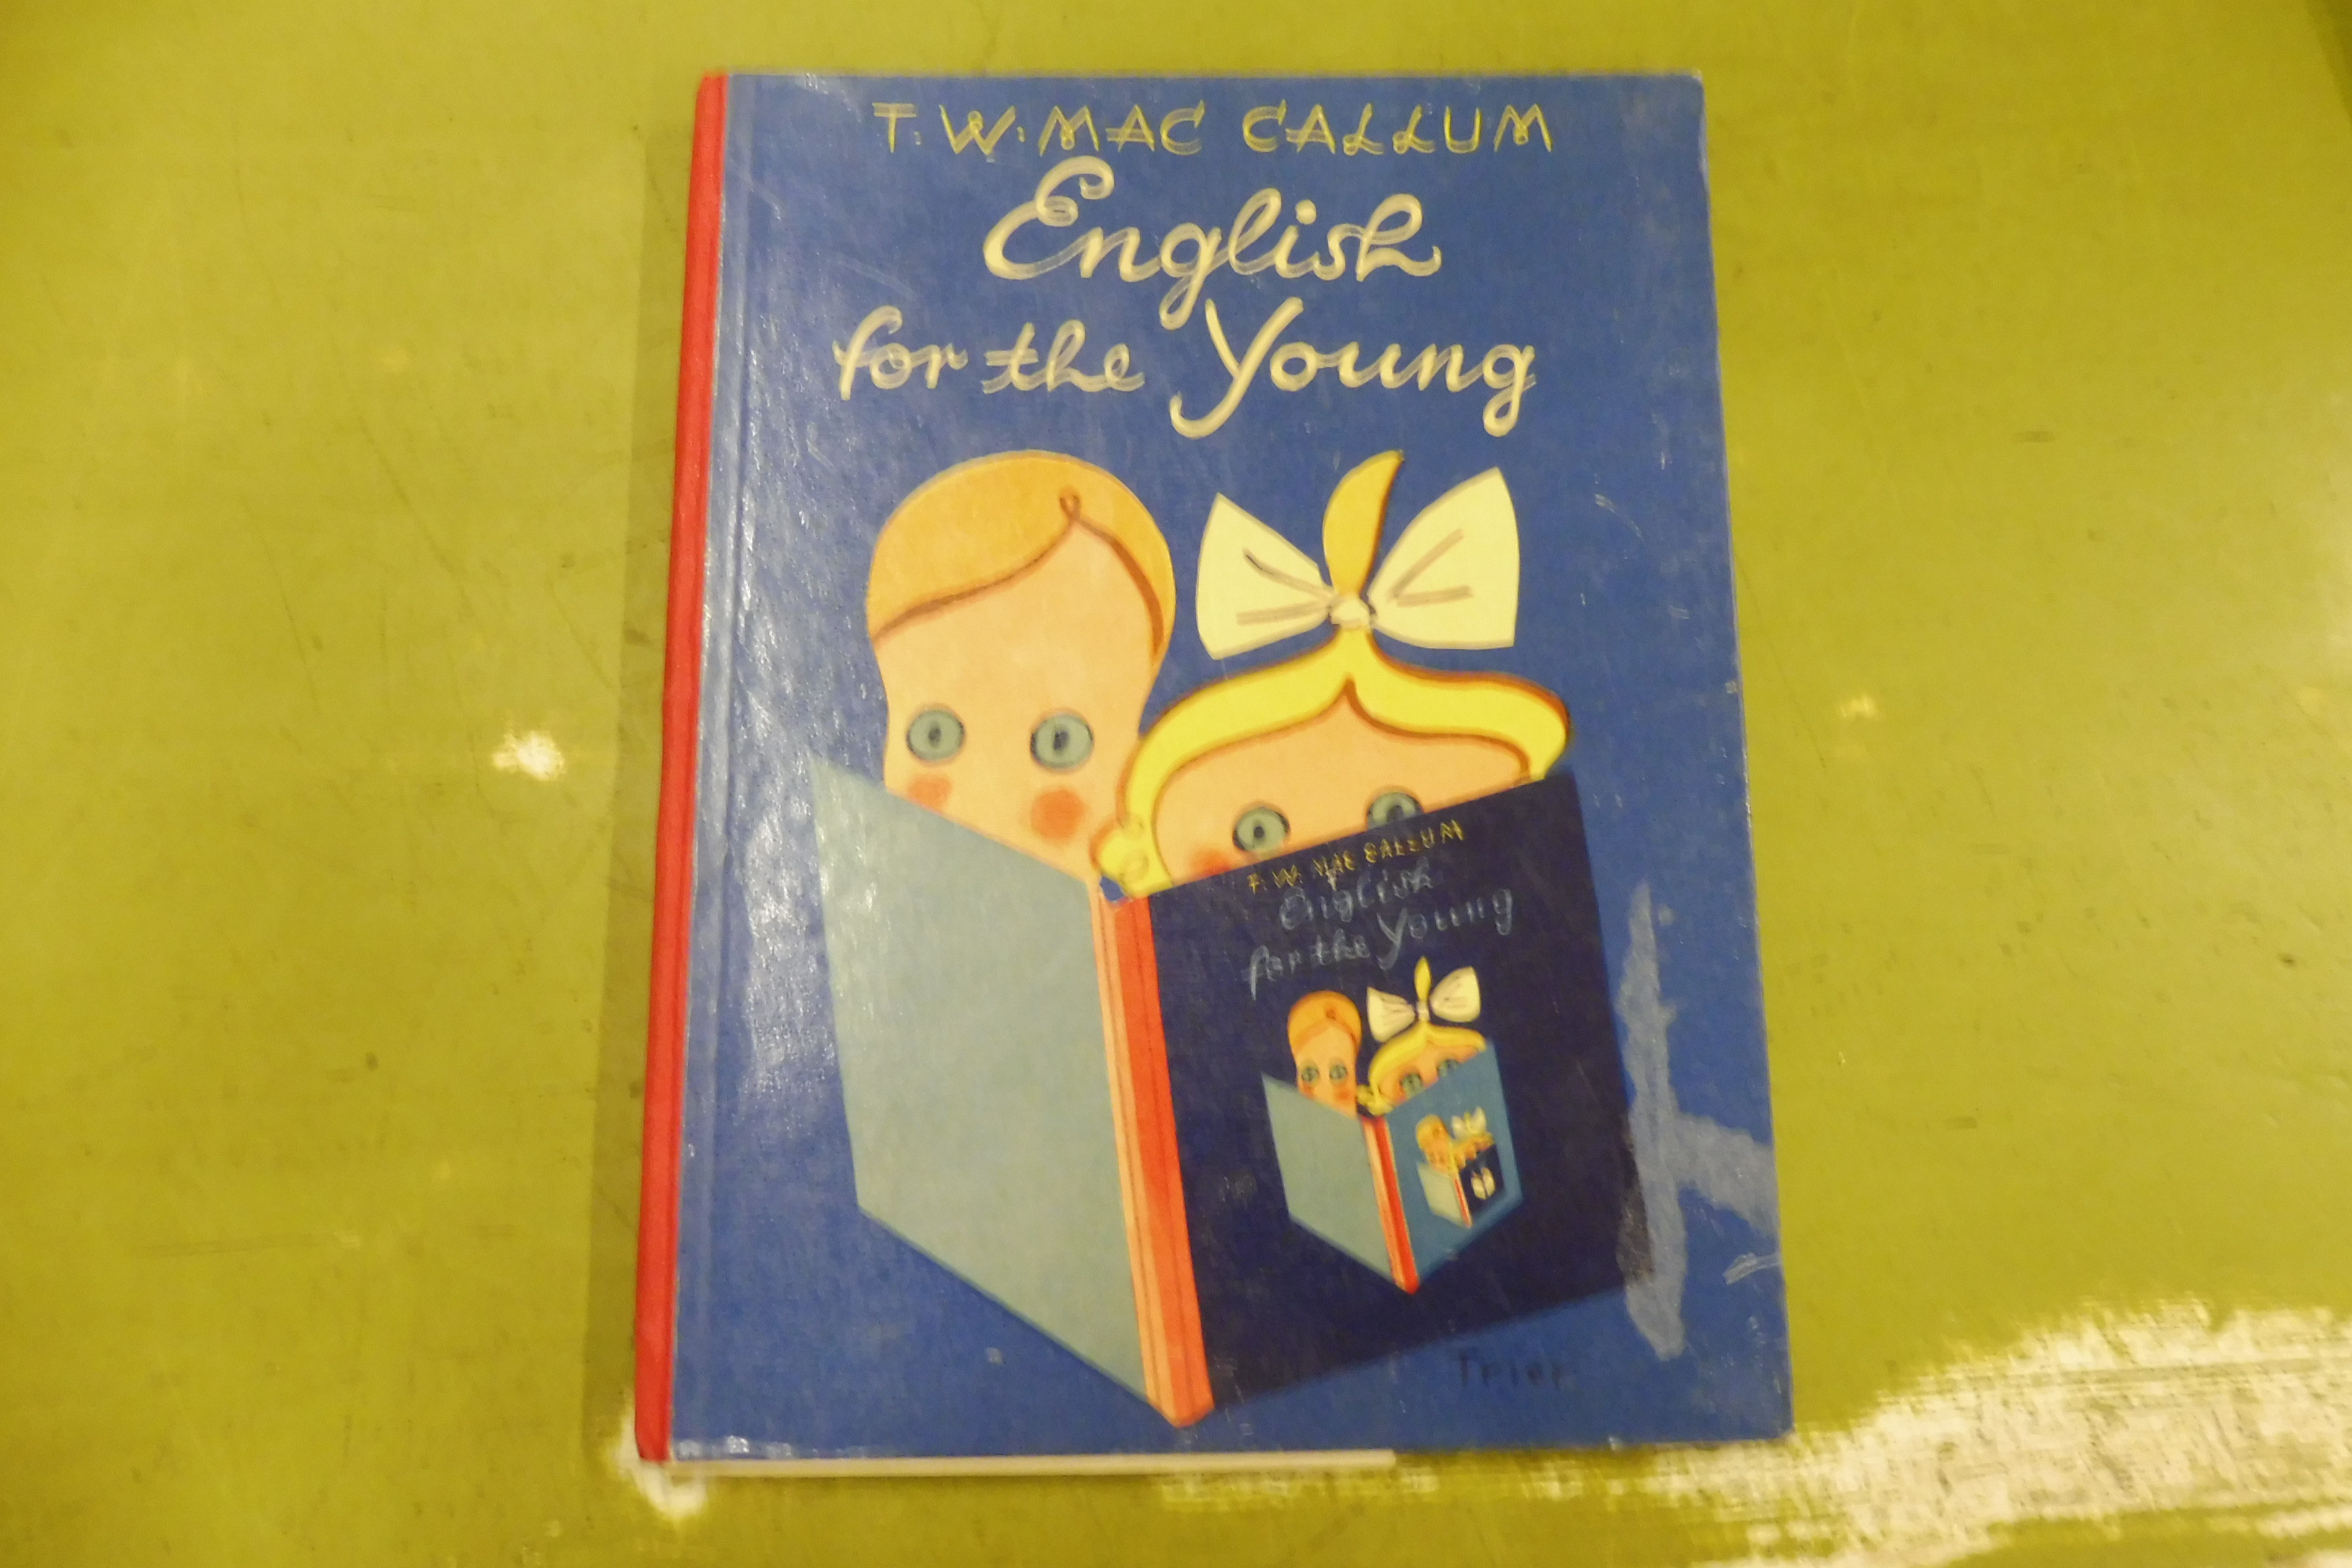 T. W. MAC CALLUM
English
for the Young
T. W. MAC CALLUM
English
for the Young
Trier